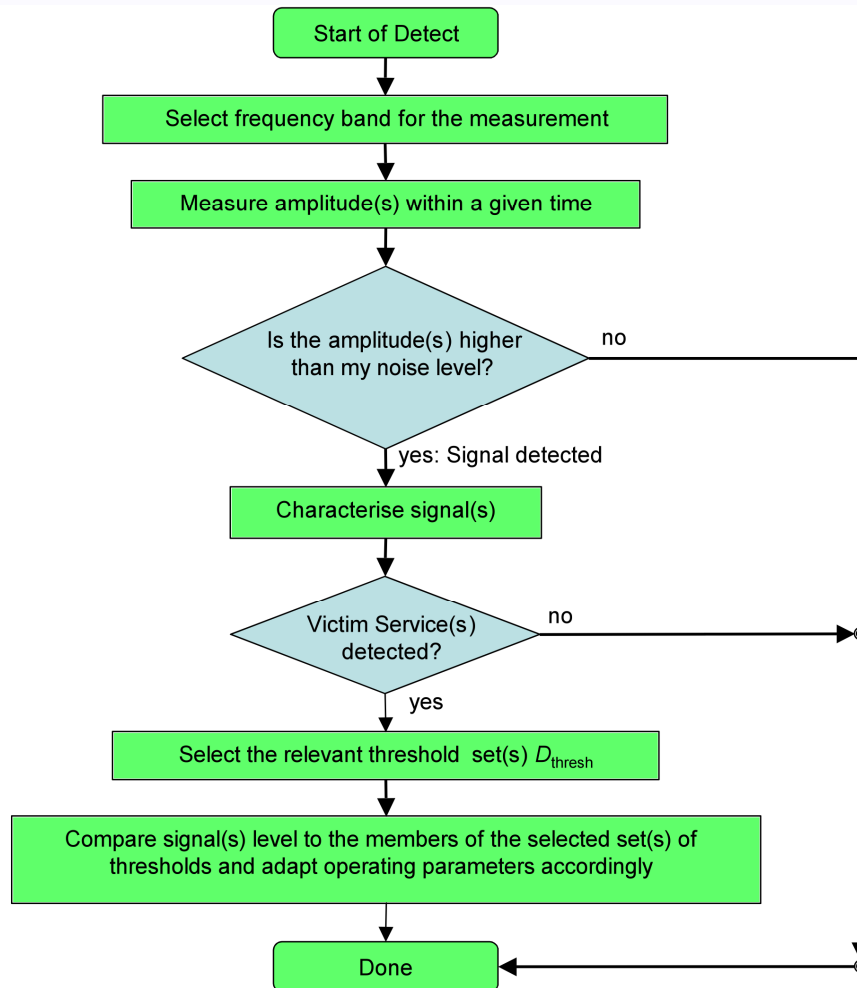 Start of Detect
Select frequency band for the measurement
Measure amplitude(s) within a given time
Is the amplitude(s) higher
than my noise level?
no
yes: Signal detected
Characterise signal(s)
Victim Service(s)
detected?
no
yes
Select the relevant threshold set(s) Dthresh
Compare signal(s) level to the members of the selected set(s) of
thresholds and adapt operating parameters accordingly
Done